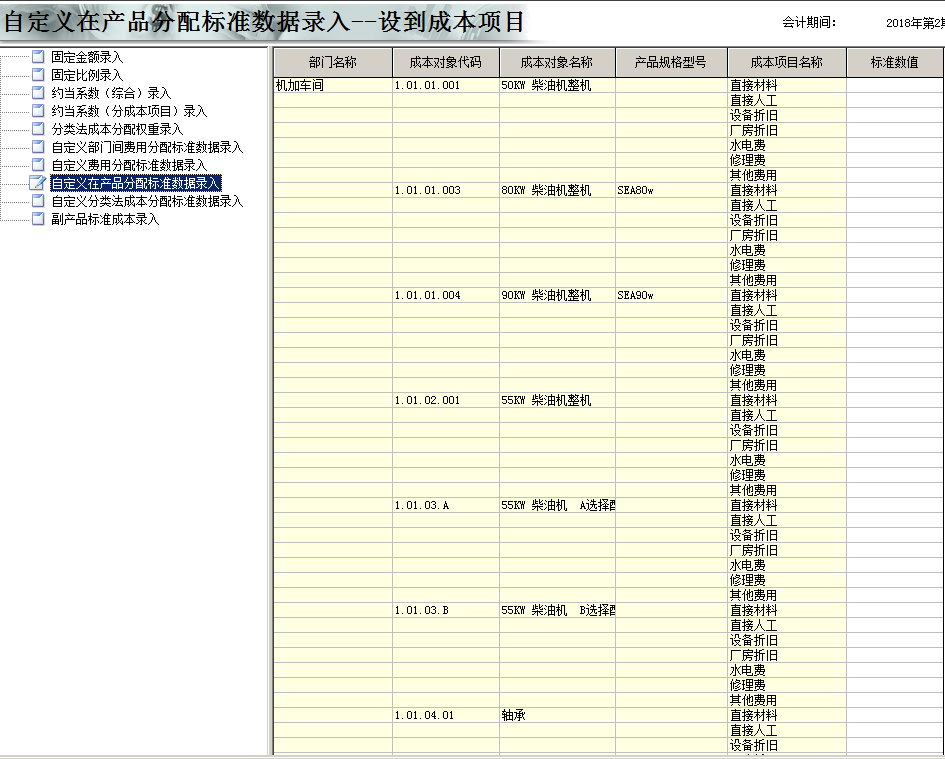 自定义在产品分配标准数据录入--设到成本项目
会计期间: 2018年第2
固定金额录入
固定比例录入
约当系数（综合）录入
约当系数（分成本项目）录入
分类法成本分配权重录入
自定义部门间费用分配标准数据录入
自定义费用分配标准数据录入
自定义在产品分配标准数据录入
自定义分类法成本分配标准数据录入
副产品标准成本录入
部门名称 成本对象代码 成本对象名称 产品规格型号 成本项目名称 标准数值
机加车间 1.01.01.001 50KW 柴油机整机 直接材料
直接人工
设备折旧
厂房折旧
水电费
修理费
其他费用
1.01.01.003 80KW 柴油机整机 SEA80w 直接材料
直接人工
设备折旧
厂房折旧
水电费
修理费
其他费用
1.01.01.004 90KW 柴油机整机 SEA90w 直接材料
直接人工
设备折旧
厂房折旧
水电费
修理费
其他费用
1.01.02.001 55KW 柴油机整机 直接材料
直接人工
设备折旧
厂房折旧
水电费
修理费
其他费用
1.01.03.A 55KW 柴油机 A选择 直接材料
直接人工
设备折旧
厂房折旧
水电费
修理费
其他费用
1.01.03.B 55KW 柴油机 B选择 直接材料
直接人工
设备折旧
厂房折旧
水电费
修理费
其他费用
1.01.04.01 轴承 直接材料
直接人工
设备折旧